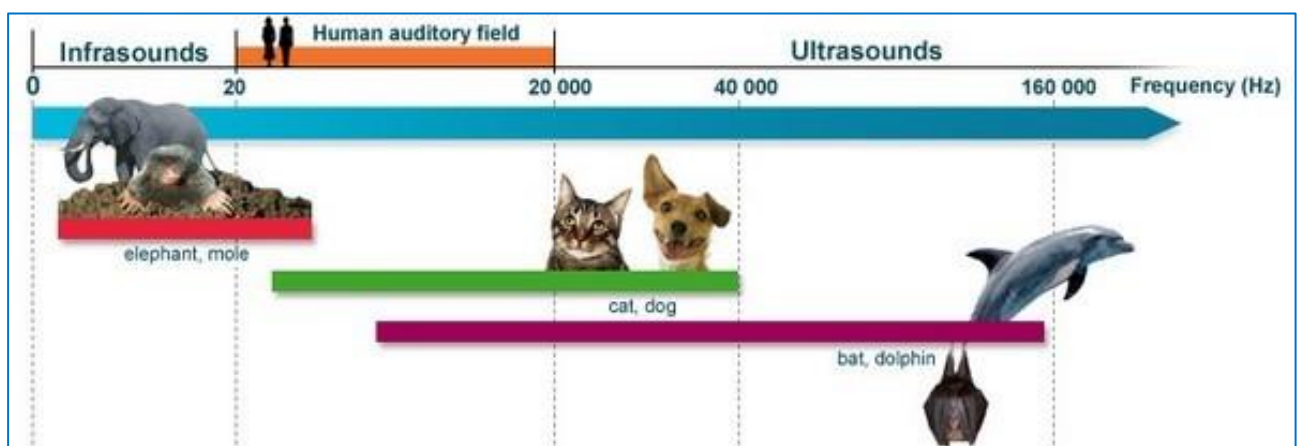 Infrasounds
Human auditory field
Ultrasounds
0
20
20 000
40 000
160 000
Frequency (Hz)
elephant, mole
cat, dog
bat, dolphin